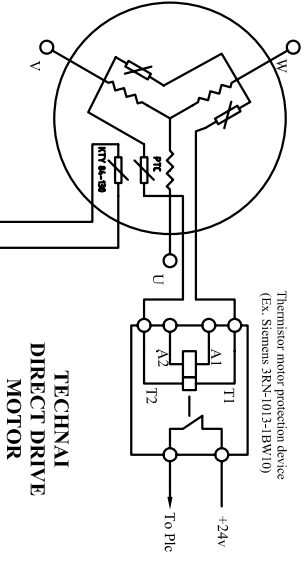 Thermistor motor protection device
(Ex. Siemens 3RN-1013-1BW10)
W
V
U
PTC
KTY 84-130
T1
A1
A2
T2
+24v
To Plc
TECHNAI
DIRECT DRIVE
MOTOR